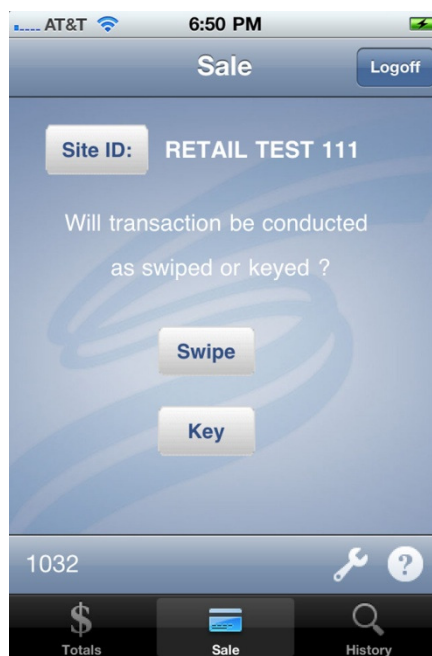 AT&T 6:50 PM
Sale Logoff
Site ID: RETAIL TEST 111
Will transaction be conducted
as swiped or keyed ?
Swipe
Key
1032 ?
$
Totals Sale History